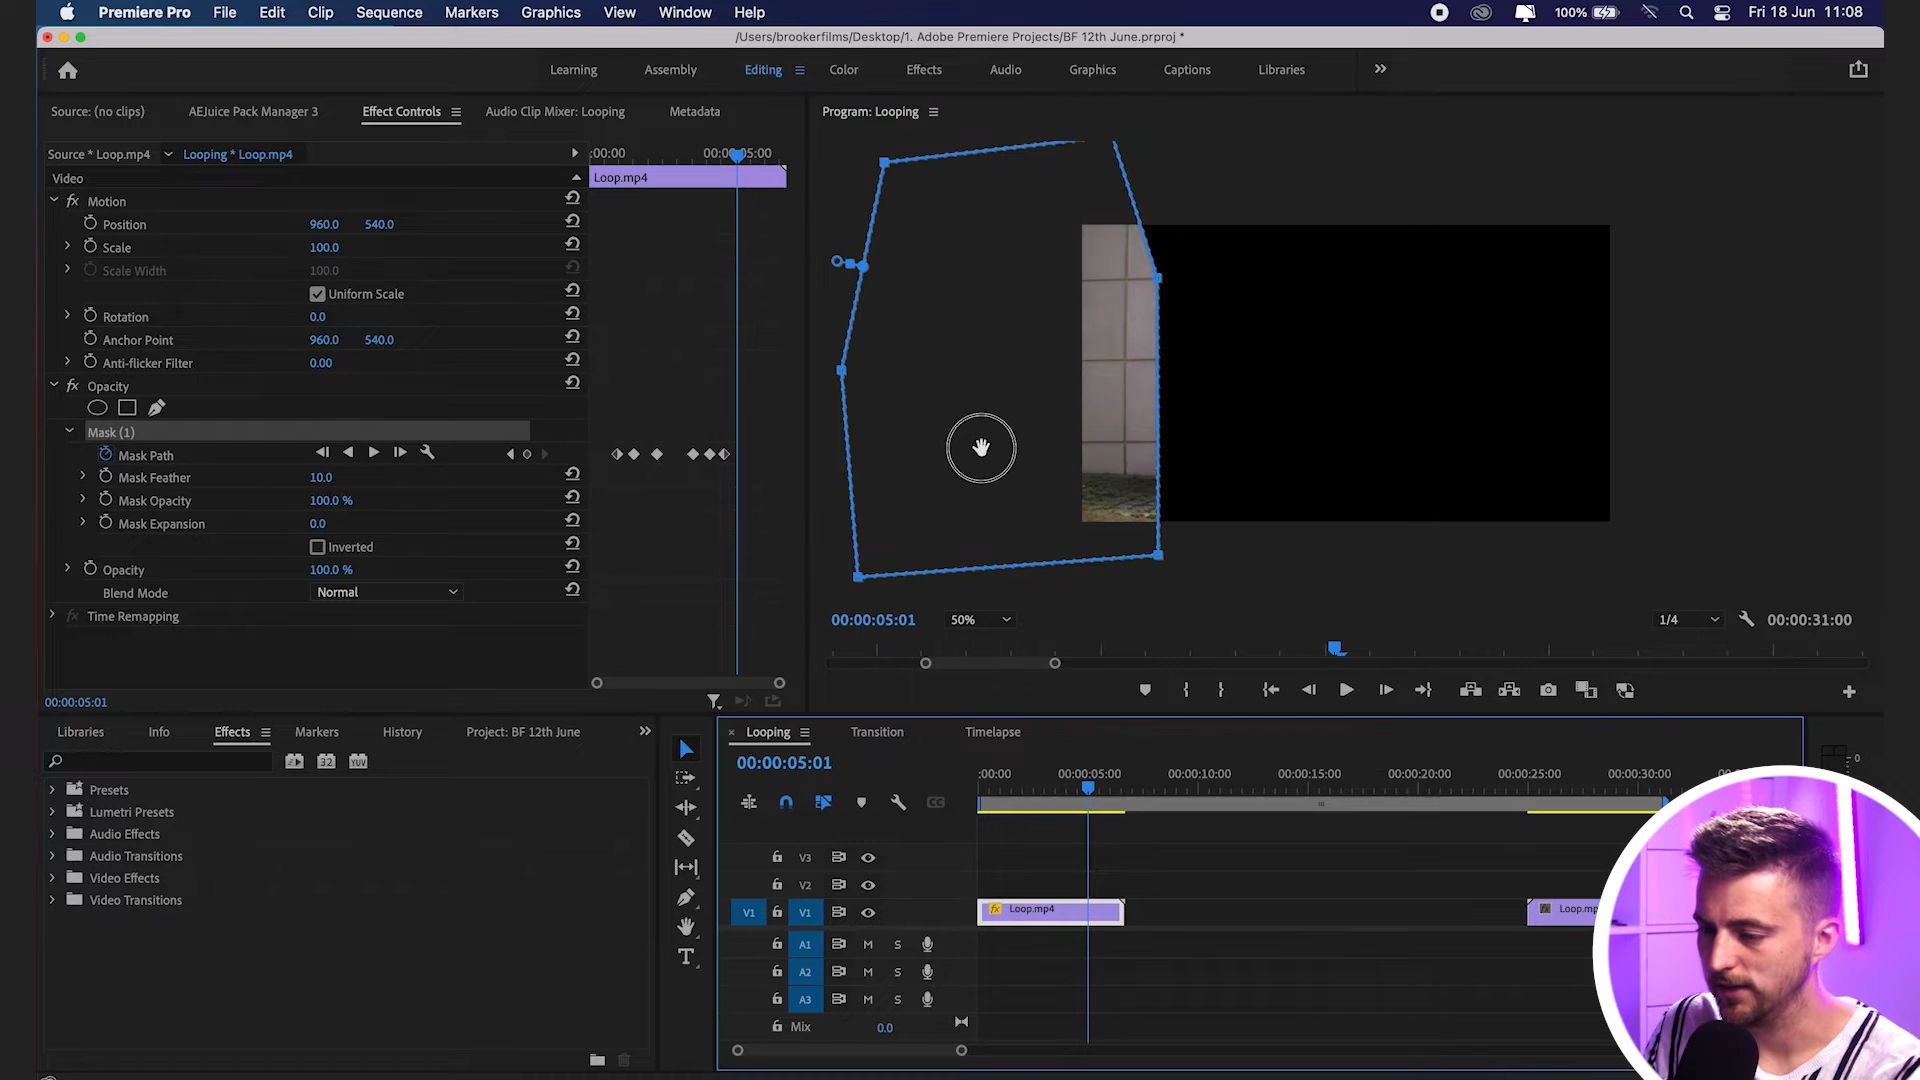 Premiere Pro File Edit Clip Sequence Markers Graphics View Window Help 100% Fri 18 Jun 11:08
/Users/brookerfilms/Desktop/1. Adobe Premiere Projects/BF 12th June.prproj *
Learning Assembly Editing Color Effects Audio Graphics Captions Libraries
Source: (no clips) AEJuice Pack Manager 3 Effect Controls Audio Clip Mixer: Looping Metadata
Program: Looping
Source * Loop.mp4 Looping * Loop.mp4 :00:00 00:00:05:00
Video Loop.mp4
fx Motion
Position 960.0 540.0
Scale 100.0
Scale Width 100.0
Uniform Scale
Rotation 0.0
Anchor Point 960.0 540.0
Anti-flicker Filter 0.00
fx Opacity
Mask (1)
Mask Path
Mask Feather 10.0
Mask Opacity 100.0 %
Mask Expansion 0.0
Inverted
Opacity 100.0 %
Blend Mode Normal
fx Time Remapping
00:00:05:01
00:00:05:01 50% 1/4 00:00:31:00
Libraries Info Effects Markers History Project: BF 12th June
32 YUV
Presets
Lumetri Presets
Audio Effects
Audio Transitions
Video Effects
Video Transitions
× Looping Transition Timelapse
00:00:05:01
:00:00 00:00:05:00 00:00:10:00 00:00:15:00 00:00:20:00 00:00:25:00 00:00:30:00
CC
V3
V2
V1 V1 fx Loop.mp4 fx Loop.mp
A1 M S
A2 M S
A3 M S
Mix 0.0
T
0